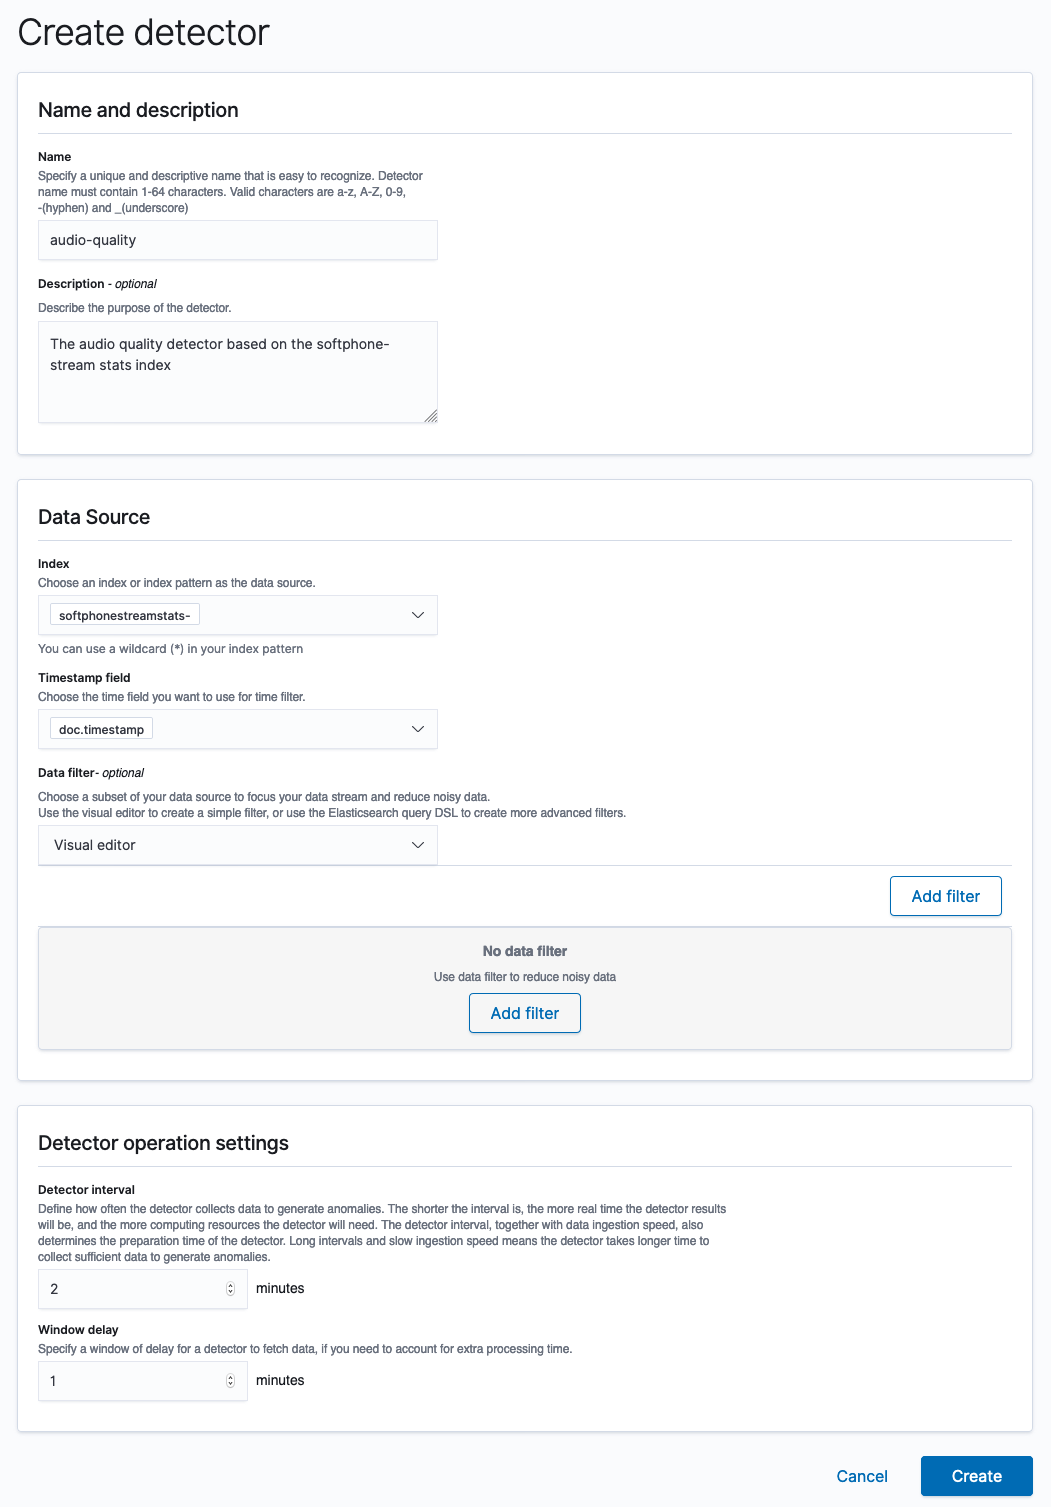 Create detector
Name and description
Name
Specify a unique and descriptive name that is easy to recognize. Detector
name must contain 1-64 characters. Valid characters are a-z, A-Z, 0-9,
-(hyphen) and _(underscore)
audio-quality
Description - optional
Describe the purpose of the detector.
The audio quality detector based on the softphone-
stream stats index
Data Source
Index
Choose an index or index pattern as the data source.
softphonestreamstats-
You can use a wildcard (*) in your index pattern
Timestamp field
Choose the time field you want to use for time filter.
doc.timestamp
Data filter- optional
Choose a subset of your data source to focus your data stream and reduce noisy data.
Use the visual editor to create a simple filter, or use the Elasticsearch query DSL to create more advanced filters.
Visual editor
Add filter
No data filter
Use data filter to reduce noisy data
Add filter
Detector operation settings
Detector interval
Define how often the detector collects data to generate anomalies. The shorter the interval is, the more real time the detector results
will be, and the more computing resources the detector will need. The detector interval, together with data ingestion speed, also
determines the preparation time of the detector. Long intervals and slow ingestion speed means the detector takes longer time to
collect sufficient data to generate anomalies.
2 minutes
Window delay
Specify a window of delay for a detector to fetch data, if you need to account for extra processing time.
1 minutes
Cancel Create